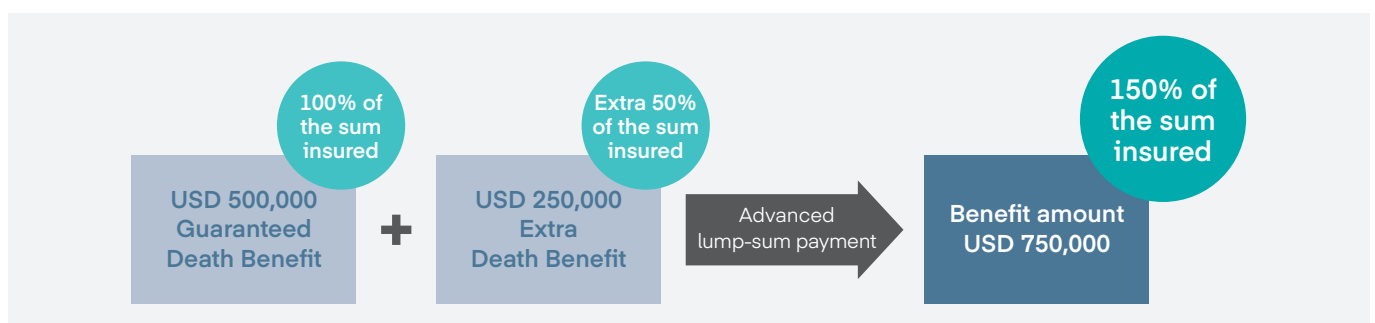 100% of
the sum
insured
USD 500,000
Guaranteed
Death Benefit
+
Extra 50%
of the sum
insured
USD 250,000
Extra
Death Benefit
Advanced
lump-sum payment
150% of
the sum
insured
Benefit amount
USD 750,000